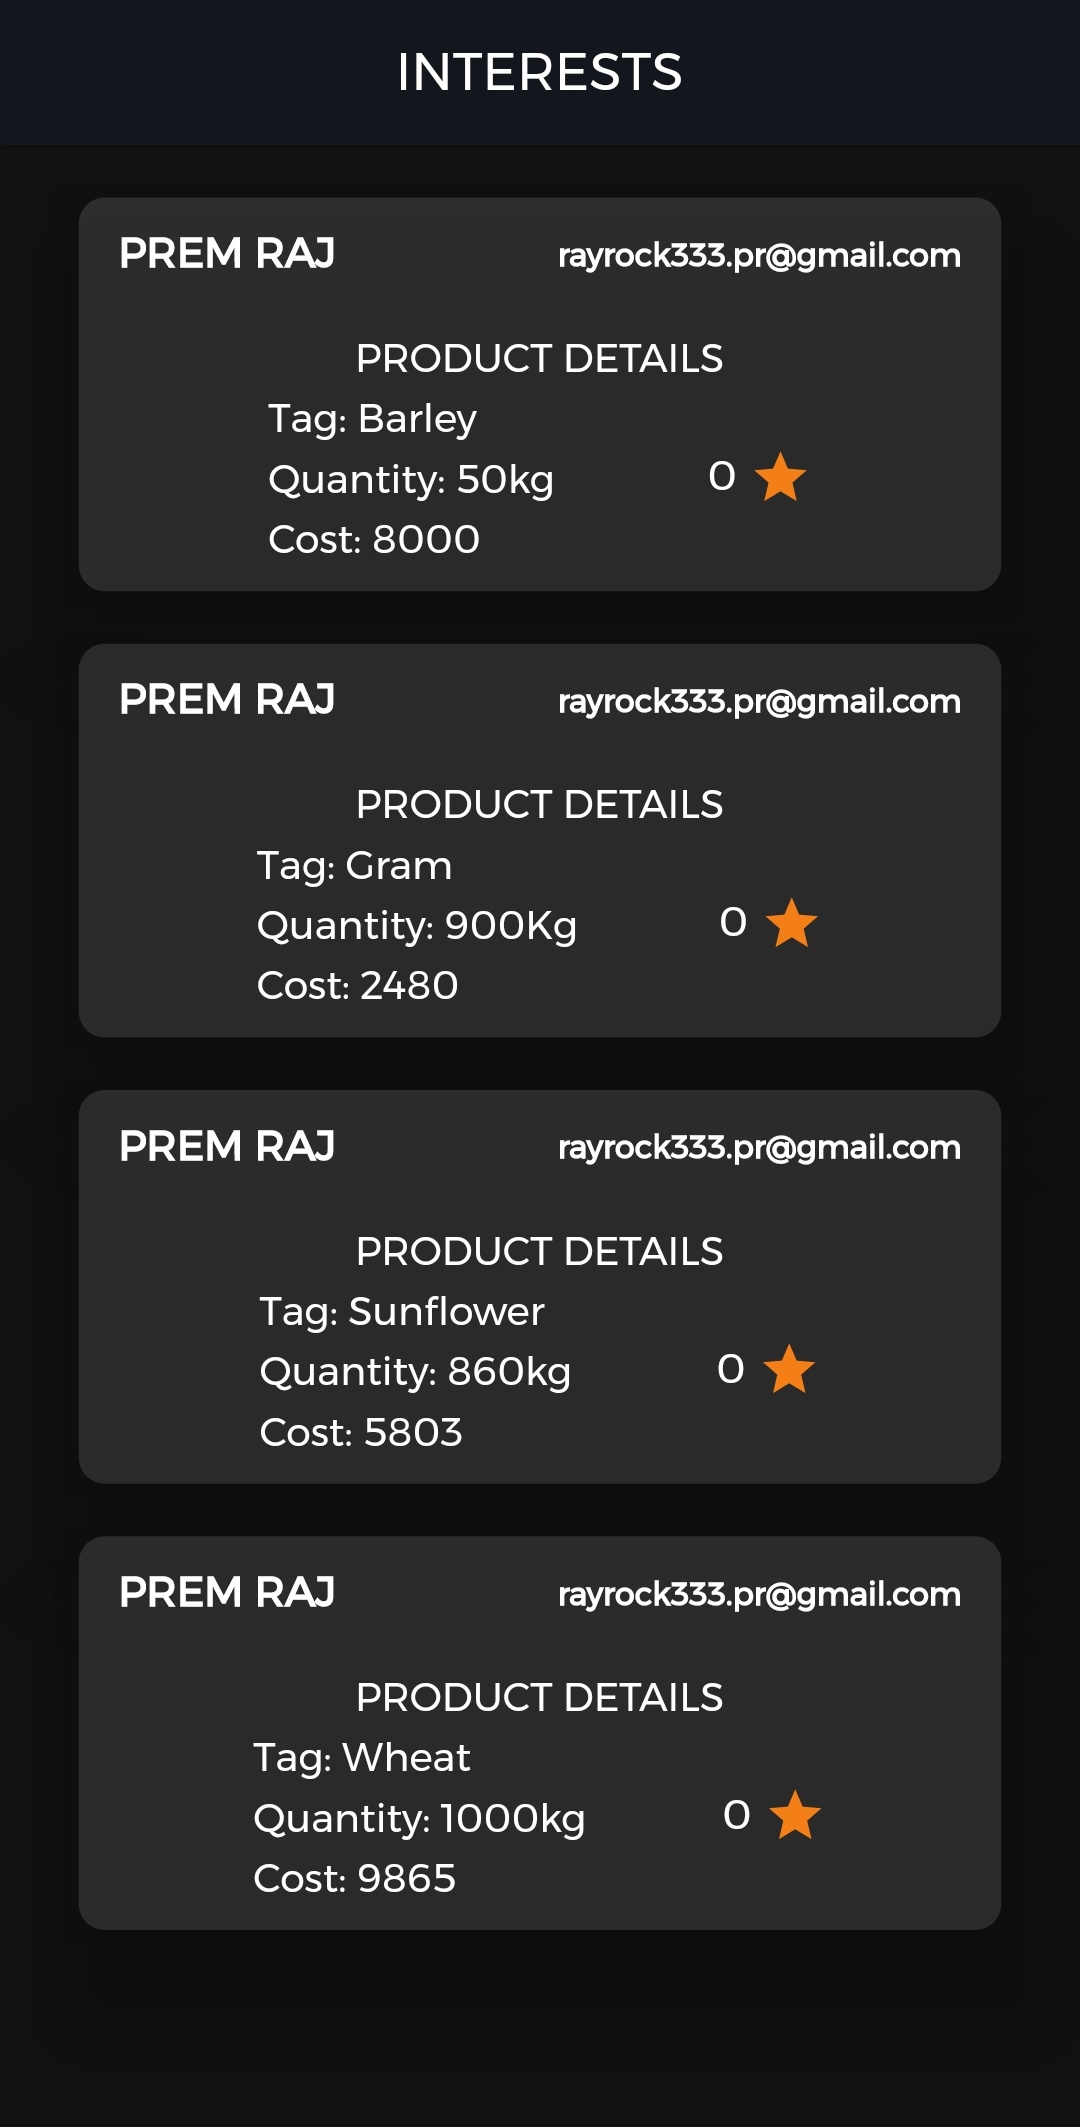 INTERESTS
PREM RAJ rayrock333.pr@gmail.com
PRODUCT DETAILS
Tag: Barley
Quantity: 50kg 0
Cost: 8000
PREM RAJ rayrock333.pr@gmail.com
PRODUCT DETAILS
Tag: Gram
Quantity: 900Kg 0
Cost: 2480
PREM RAJ rayrock333.pr@gmail.com
PRODUCT DETAILS
Tag: Sunflower
Quantity: 860kg 0
Cost: 5803
PREM RAJ rayrock333.pr@gmail.com
PRODUCT DETAILS
Tag: Wheat
Quantity: 1000kg 0
Cost: 9865